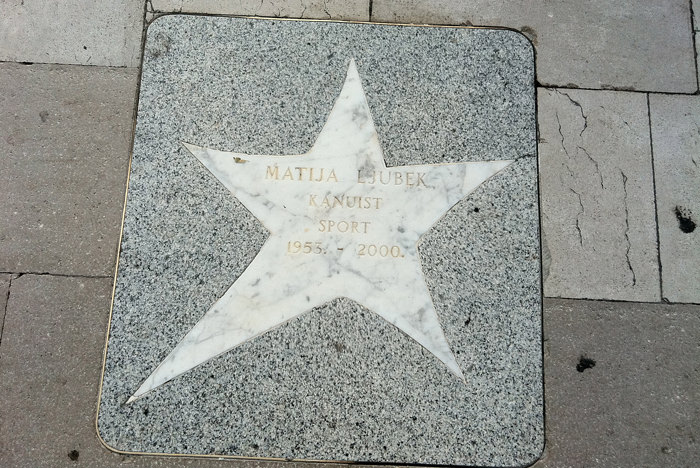 MATIJA LJUBEK
KANUIST
SPORT
1953. - 2000.